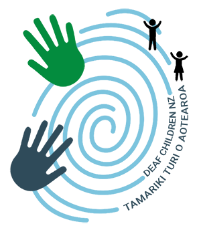 DEAF CHILDREN NZ
TAMARIKI TURI O AOTEAROA